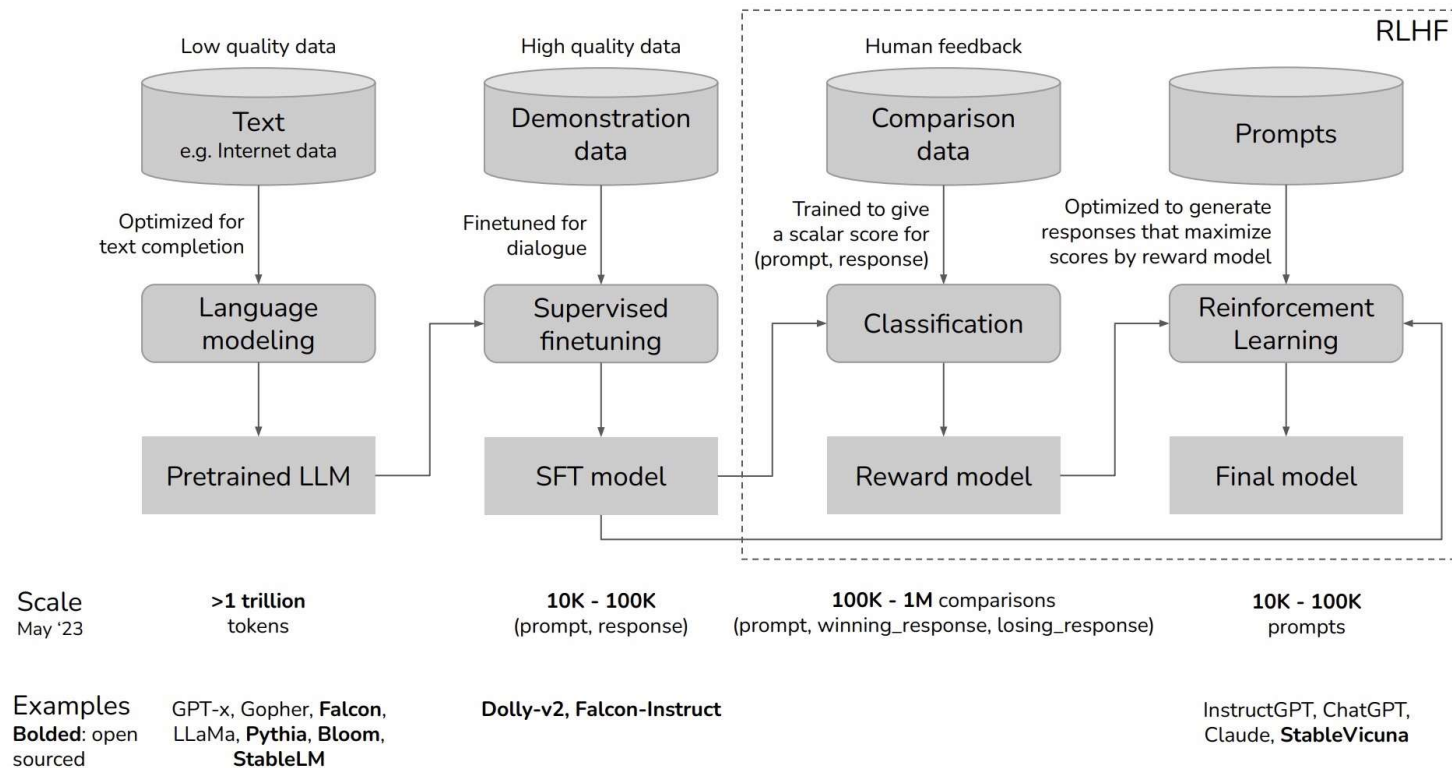 RLHF
Low quality data
High quality data
Human feedback
Text
e.g. Internet data
Demonstration
data
Comparison
data
Prompts
Optimized for
text completion
Finetuned for
dialogue
Trained to give
a scalar score for
(prompt, response)
Optimized to generate
responses that maximize
scores by reward model
Language
modeling
Supervised
finetuning
Classification
Reinforcement
Learning
Pretrained LLM
SFT model
Reward model
Final model
Scale
May ‘23
>1 trillion
tokens
10K - 100K
(prompt, response)
100K - 1M comparisons
(prompt, winning_response, losing_response)
10K - 100K
prompts
Examples
Bolded: open
sourced
GPT-x, Gopher, Falcon,
LLaMa, Pythia, Bloom,
StableLM
Dolly-v2, Falcon-Instruct
InstructGPT, ChatGPT,
Claude, StableVicuna